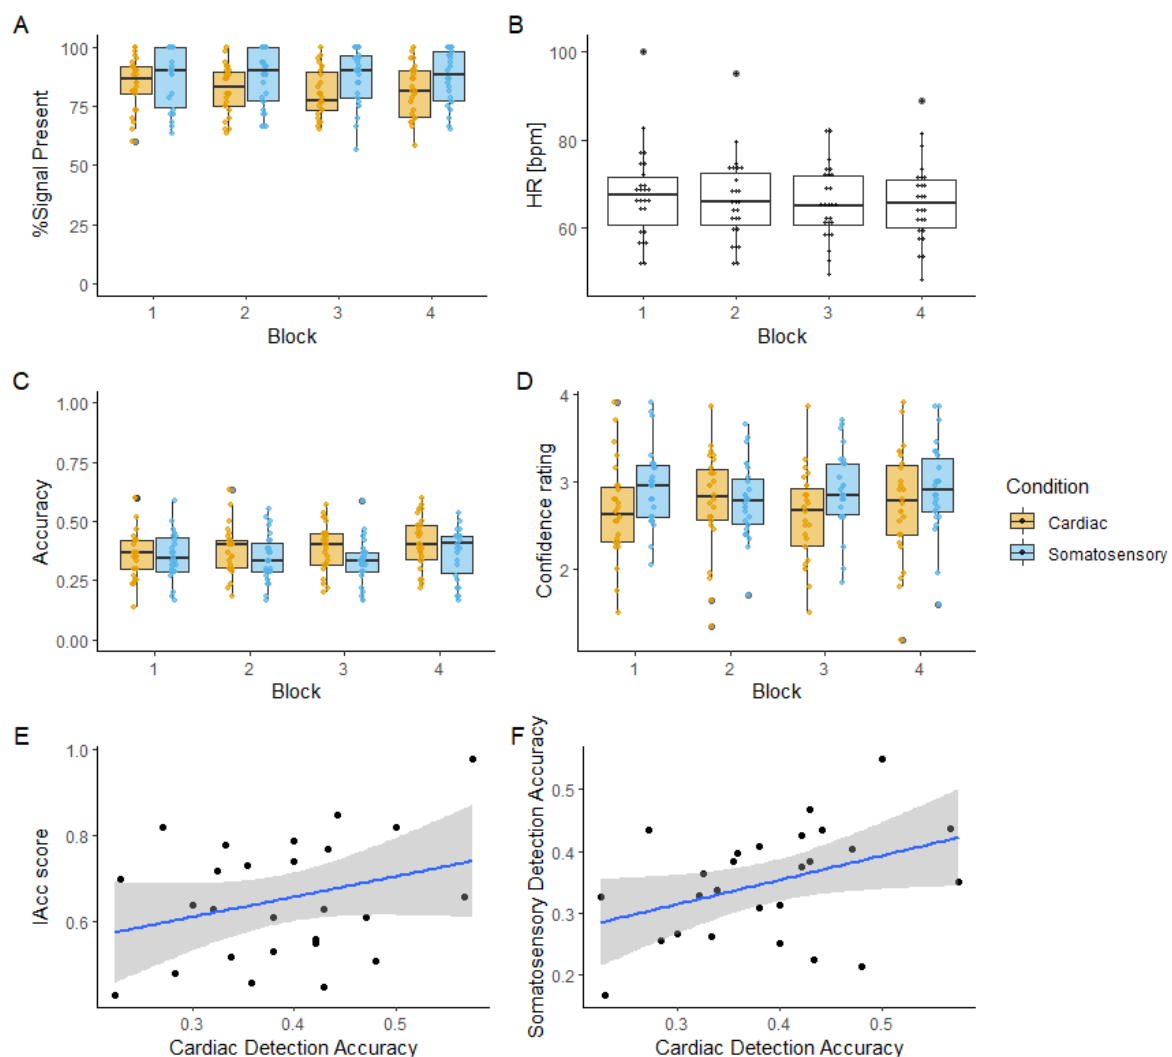 A
%Signal Present
100
75
50
25
0
1 2 3 4
Block
B
HR [bpm]
100
80
60
1 2 3 4
Block
C
Accuracy
1.00
0.75
0.50
0.25
0.00
1 2 3 4
Block
D
Confidence rating
4
3
2
1 2 3 4
Block
Condition
Cardiac
Somatosensory
E
IAcc score
1.0
0.8
0.6
0.3 0.4 0.5
Cardiac Detection Accuracy
F
Somatosensory Detection Accuracy
0.5
0.4
0.3
0.2
0.3 0.4 0.5
Cardiac Detection Accuracy